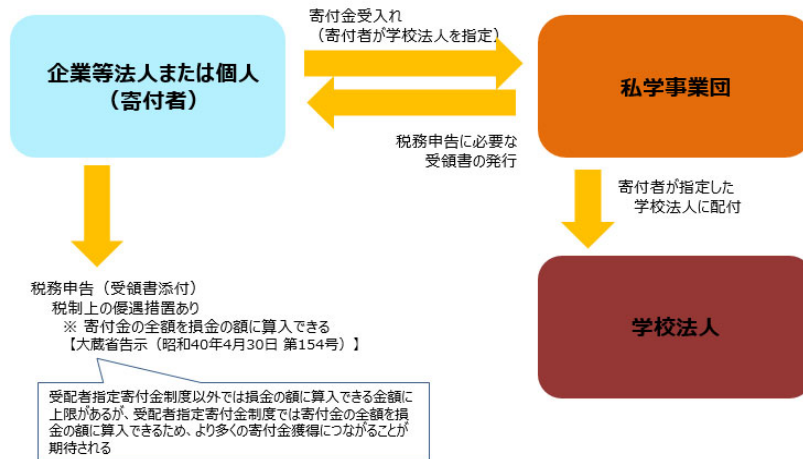 寄付金受入れ
（寄付者が学校法人を指定）
企業等法人または個人
（寄付者）
私学事業団
税務申告に必要な
受領書の発行
寄付者が指定した
学校法人に配付
税務申告（受領書添付）
税制上の優遇措置あり
※ 寄付金の全額を損金の額に算入できる
【大蔵省告示（昭和40年4月30日 第154号）】
学校法人
受配者指定寄付金制度以外では損金の額に算入できる金額に
上限があるが、受配者指定寄付金制度では寄付金の全額を損
金の額に算入できるため、より多くの寄付金獲得につながることが
期待される